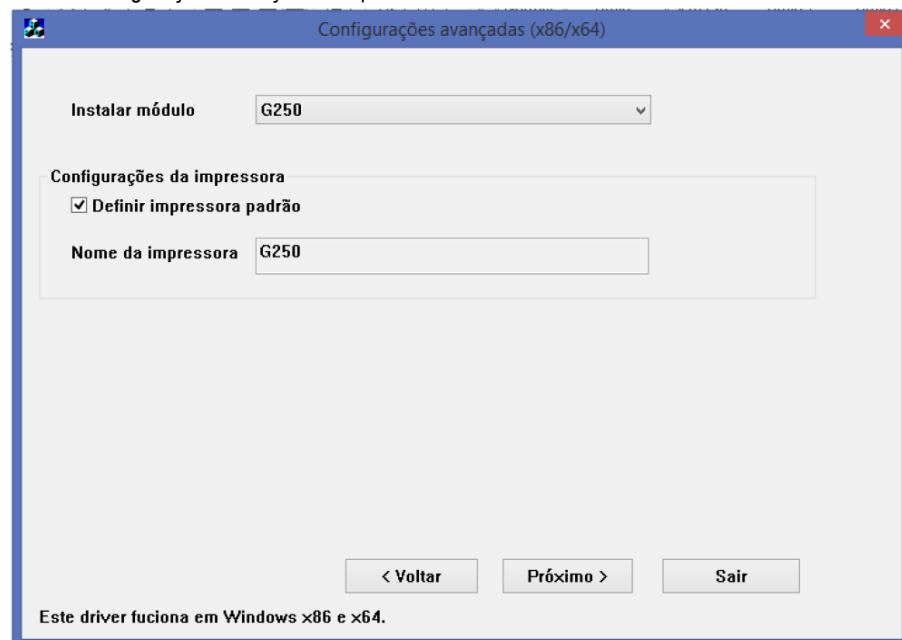 Configurações avançadas (x86/x64)
Instalar módulo G250
Configurações da impressora
Definir impressora padrão
Nome da impressora G250
< Voltar Próximo > Sair
Este driver fuciona em Windows x86 e x64.